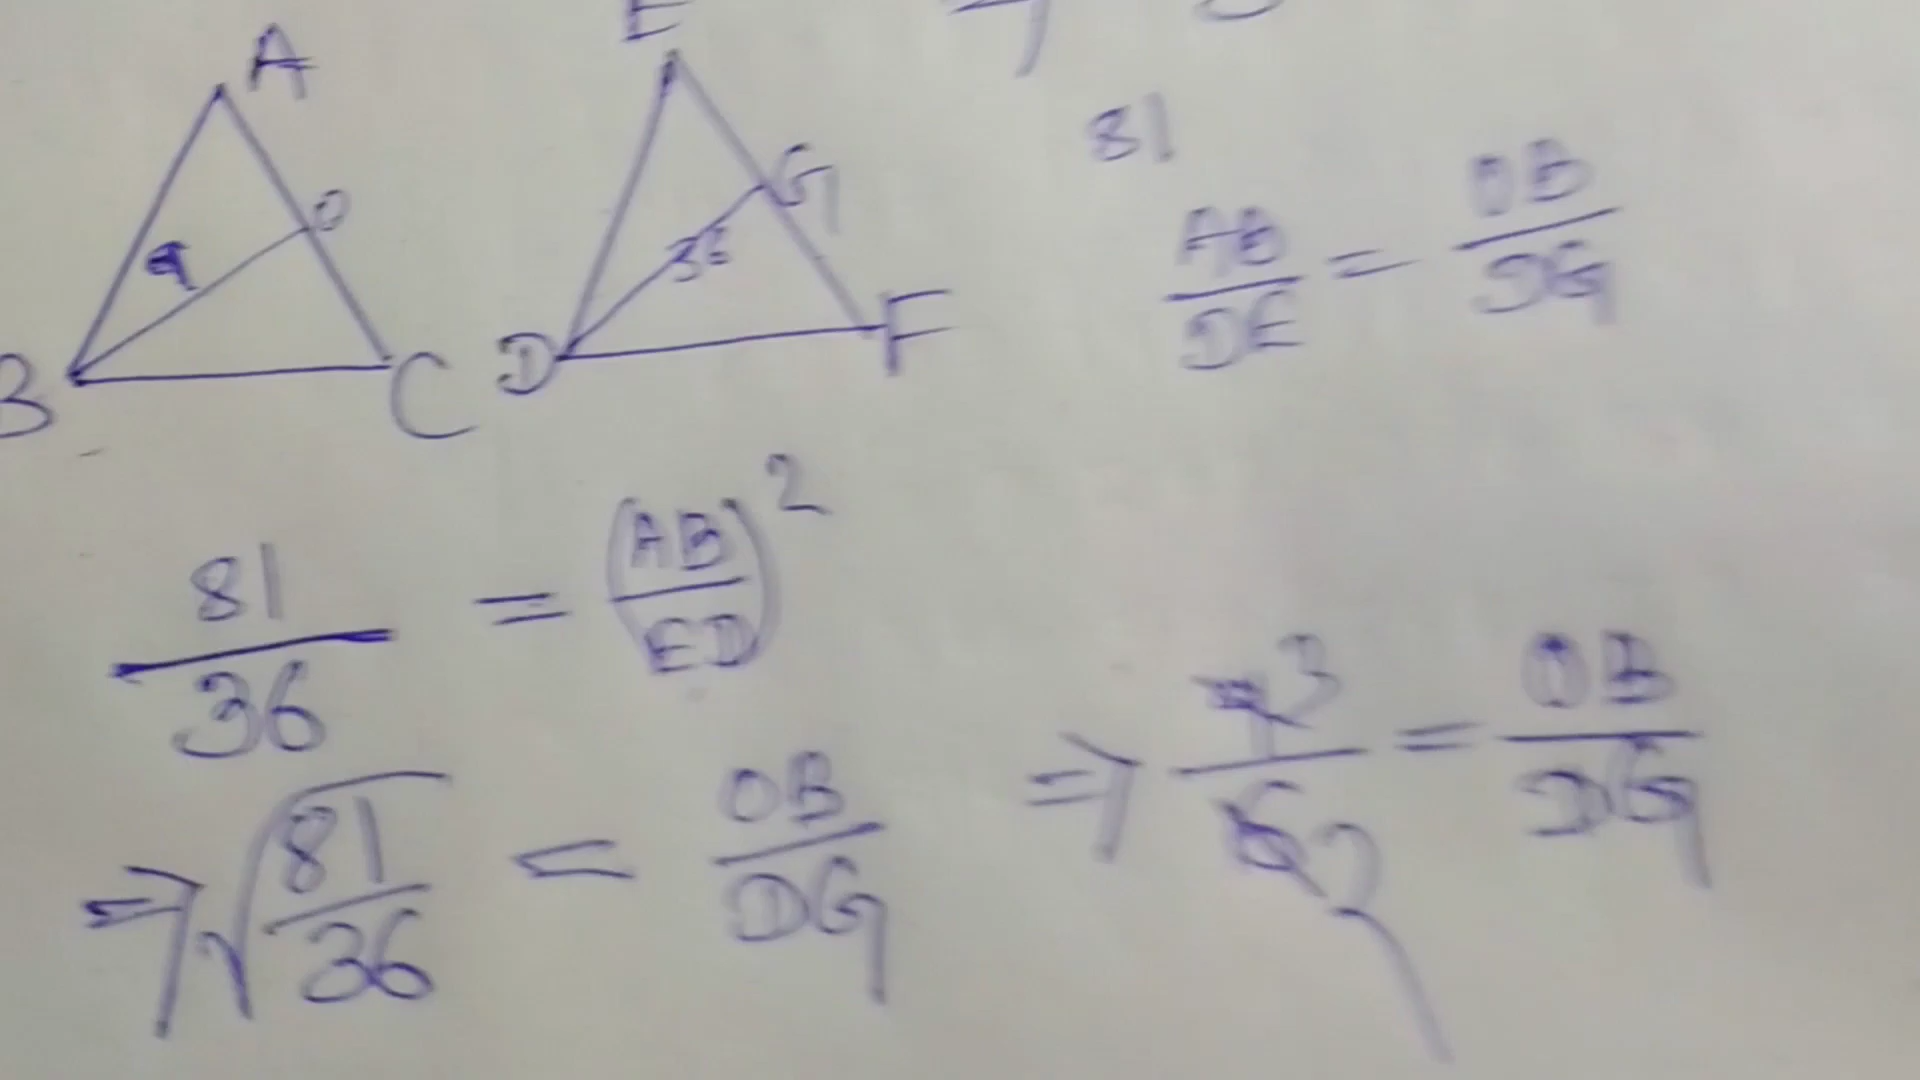 A
E
O
G
B
C
D
F
81
AB/DE = OB/DG
81/36 = (AB/ED)²
⇒ √81/36 = OB/DG
⇒ 9 3/6 2 = OB/DG